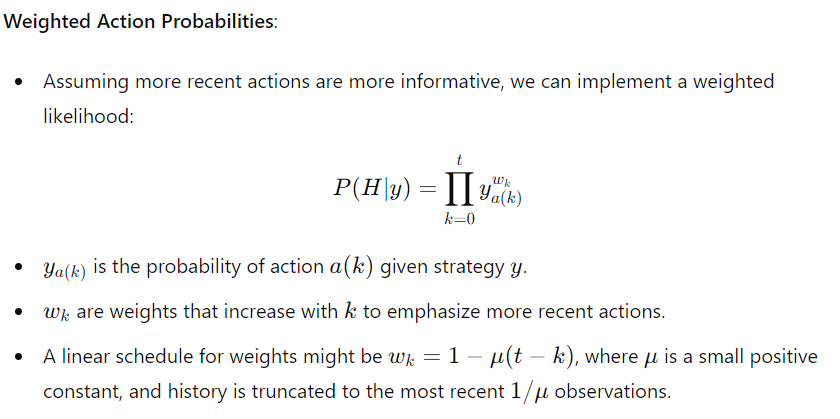 Weighted Action Probabilities:
• Assuming more recent actions are more informative, we can implement a weighted
likelihood:
$$P(H|y) = \prod_{k=0}^{t} y_{a(k)}^{w_k}$$
• $y_{a(k)}$ is the probability of action $a(k)$ given strategy $y$.
• $w_k$ are weights that increase with $k$ to emphasize more recent actions.
• A linear schedule for weights might be $w_k = 1 - \mu(t - k)$, where $\mu$ is a small positive
constant, and history is truncated to the most recent $1/\mu$ observations.